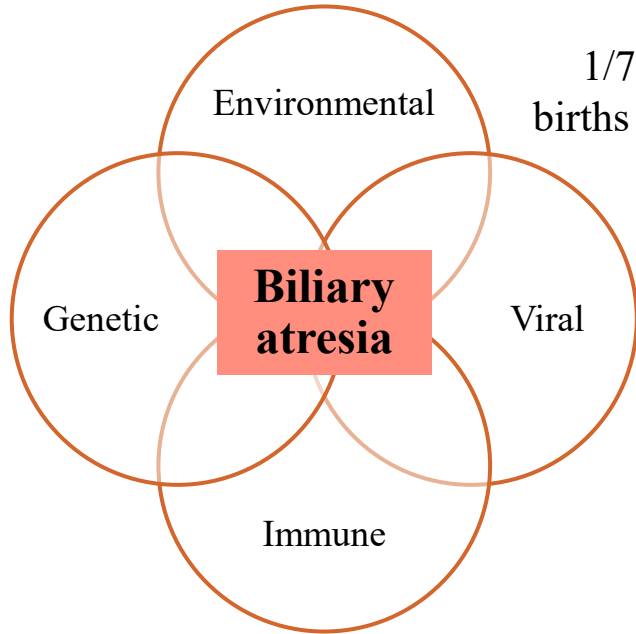 Environmental
1/7
births
Biliary
atresia
Genetic
Viral
Immune